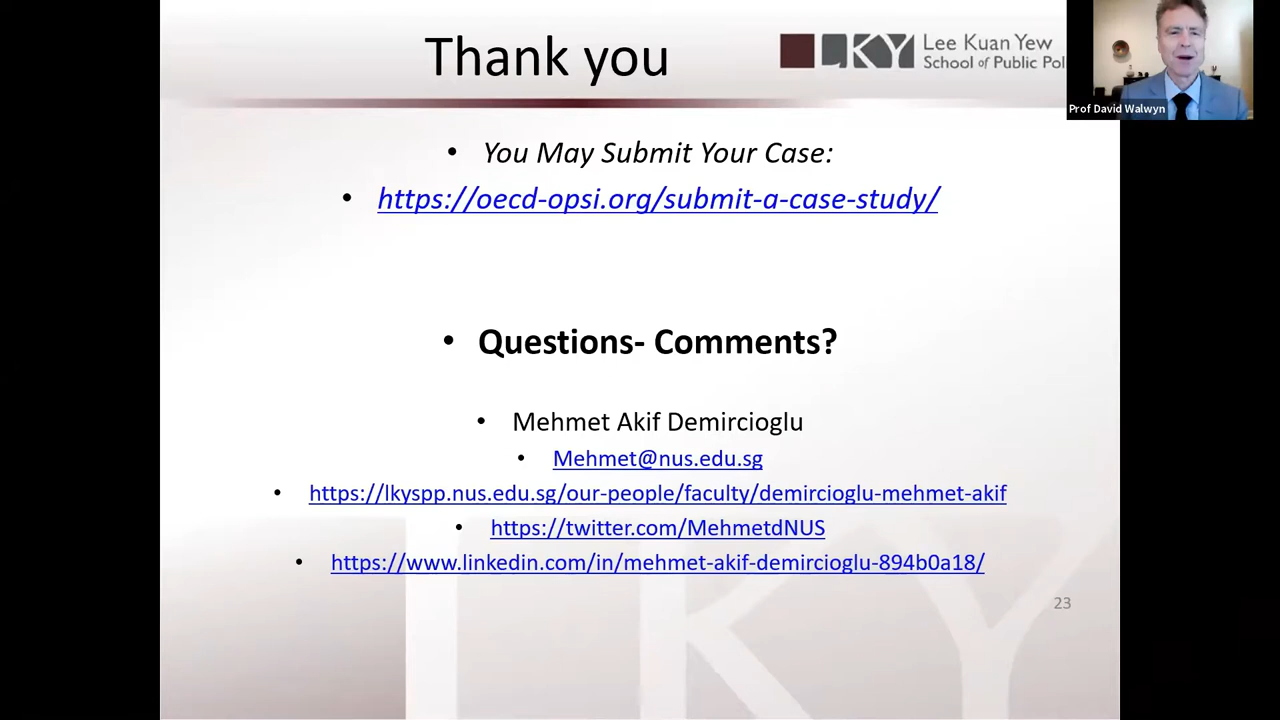 Thank you
LKY
Lee Kuan Yew
School of Public Pol
Prof David Walwyn
• You May Submit Your Case:
• https://oecd-opsi.org/submit-a-case-study/
• Questions- Comments?
• Mehmet Akif Demircioglu
• Mehmet@nus.edu.sg
• https://lkyspp.nus.edu.sg/our-people/faculty/demircioglu-mehmet-akif
• https://twitter.com/MehmetdNUS
• https://www.linkedin.com/in/mehmet-akif-demircioglu-894b0a18/
23
LKY